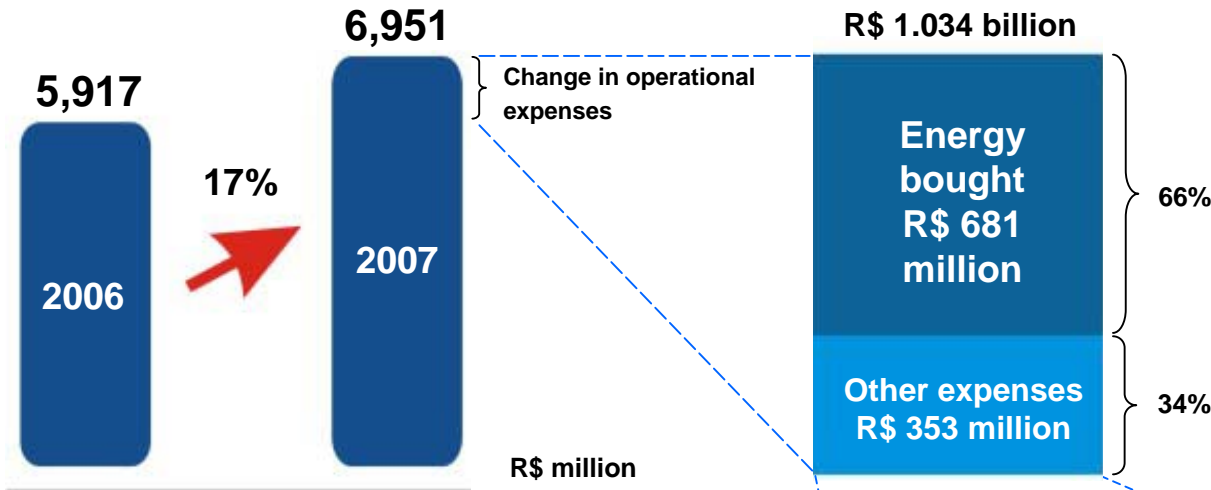 6,951
R$ 1.034 billion
5,917
Change in operational
expenses
17%
2006
2007
Energy
bought
R$ 681
million
66%
Other expenses
R$ 353 million
34%
R$ million